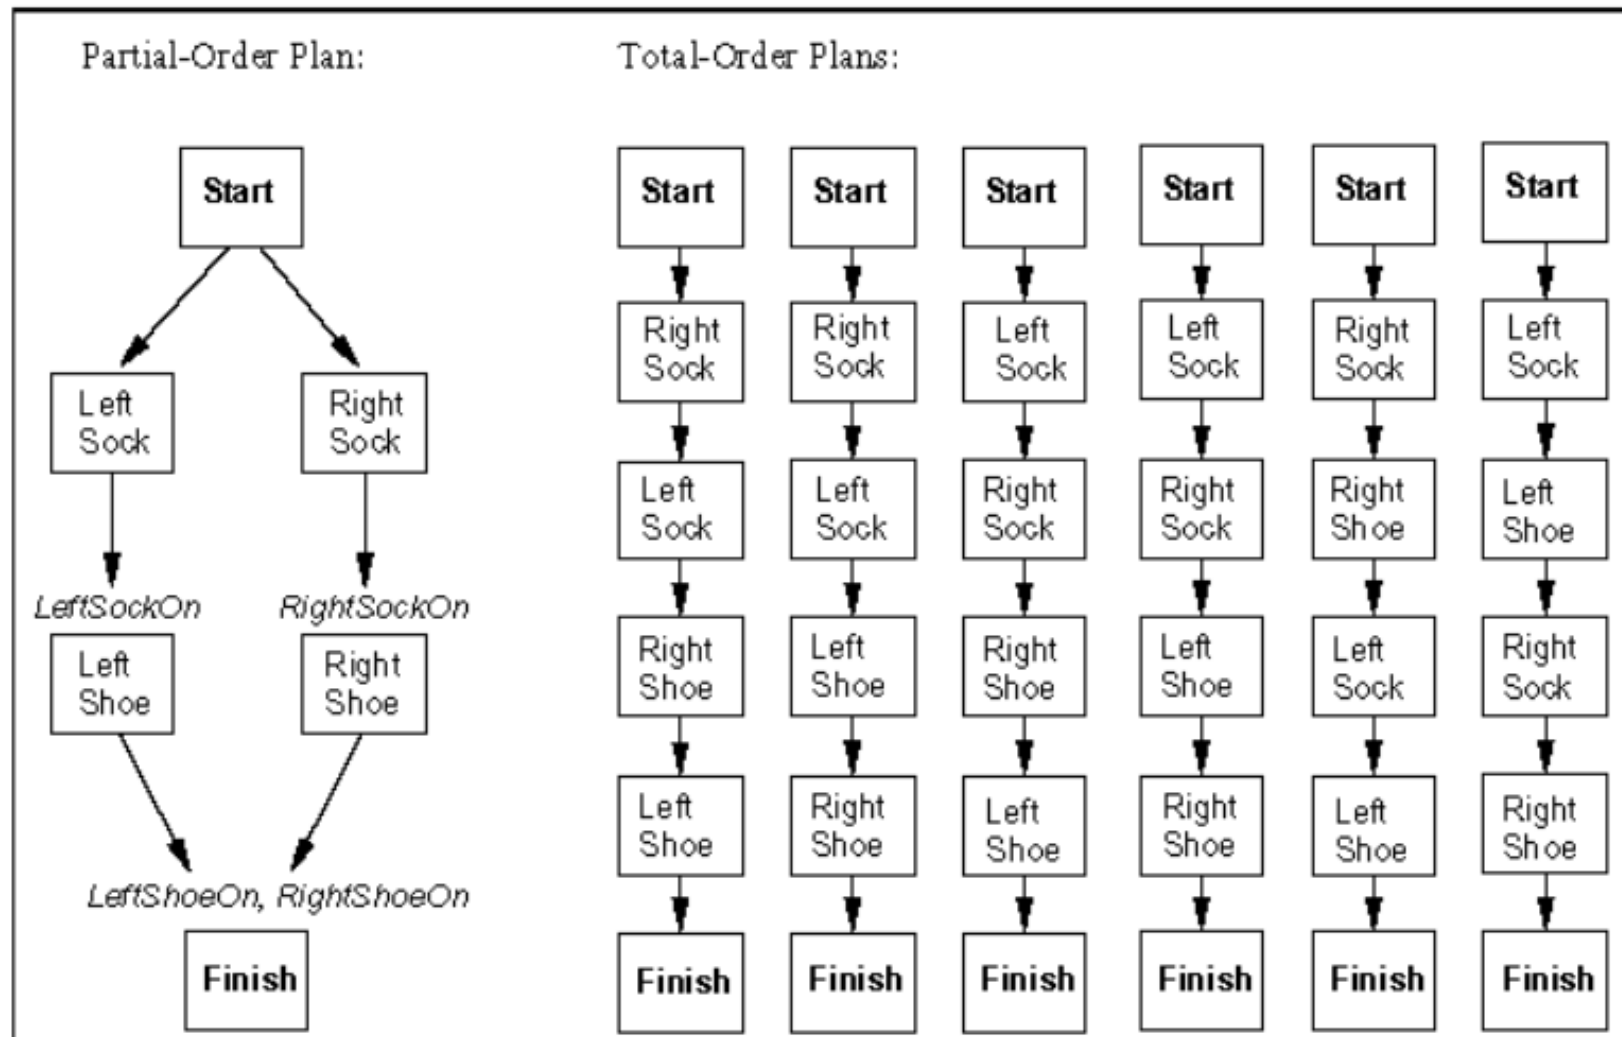 Partial-Order Plan:
Total-Order Plans:
Start
Left
Sock
Right
Sock
LeftSockOn
RightSockOn
Left
Shoe
Right
Shoe
LeftShoeOn, RightShoeOn
Finish
Start
Right
Sock
Left
Sock
Right
Shoe
Left
Shoe
Finish
Start
Right
Sock
Left
Sock
Left
Shoe
Right
Shoe
Finish
Start
Left
Sock
Right
Sock
Right
Shoe
Left
Shoe
Finish
Start
Left
Sock
Right
Sock
Left
Shoe
Right
Shoe
Finish
Start
Right
Sock
Right
Shoe
Left
Sock
Left
Shoe
Finish
Start
Left
Sock
Left
Shoe
Right
Sock
Right
Shoe
Finish